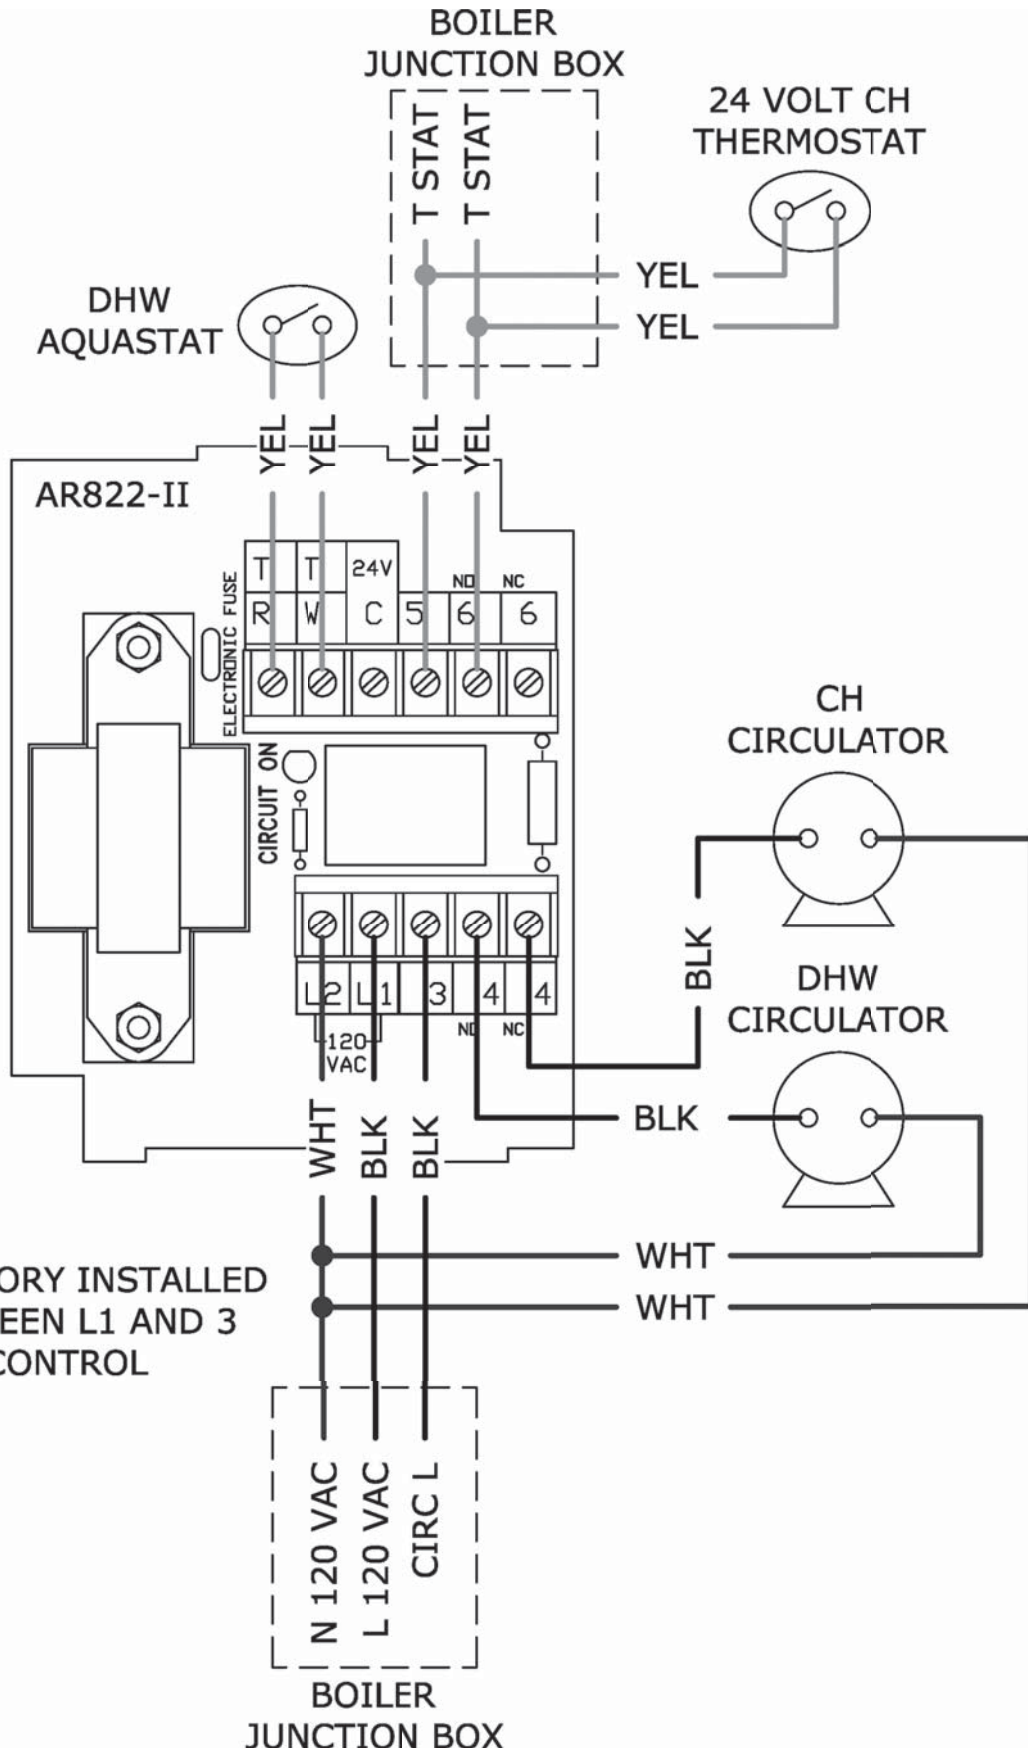 BOILER
JUNCTION BOX
24 VOLT CH
THERMOSTAT
T STAT
T STAT
YEL
YEL
DHW
AQUASTAT
YEL
YEL
YEL
YEL
AR822-II
ELECTRONIC FUSE
T T 24V NO NC
R W C 5 6 6
CIRCUIT ON
CH
CIRCULATOR
BLK
DHW
CIRCULATOR
L2 L1 3 4 4
NO NC
120
VAC
BLK
WHT
BLK
BLK
WHT
WHT
ORY INSTALLED
EEN L1 AND 3
CONTROL
N 120 VAC
L 120 VAC
CIRC L
BOILER
JUNCTION BOX